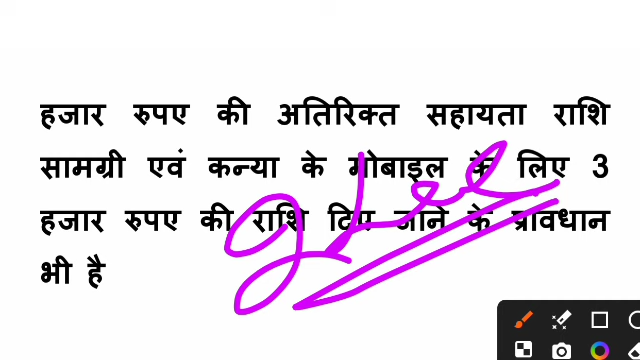 हजार रुपए की अतिरिक्त सहायता राशि
सामग्री एवं कन्या के मोबाइल के लिए 3
हजार रुपए की राशि दिए जाने के प्रावधान
भी है